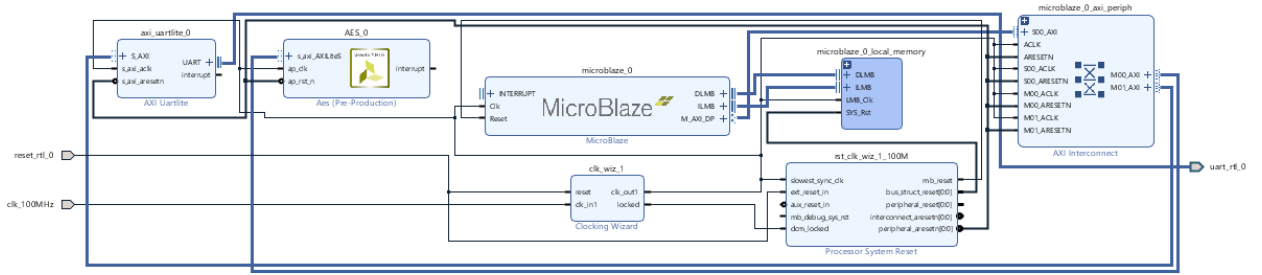 axi_uartlite_0
S_AXI
s_axi_aclk
s_axi_aresetn
UART
interrupt
AXI Uartlite
AES_0
s_axi_AXILiteS
ap_clk
ap_rst_n
interrupt
Aes (Pre-Production)
microblaze_0
INTERRUPT
Clk
Reset
MicroBlaze
DLMB
ILMB
M_AXI_DP
MicroBlaze
microblaze_0_local_memory
DLMB
ILMB
LMB_Clk
SYS_Rst
microblaze_0_axi_periph
S00_AXI
ACLK
ARESETN
S00_ACLK
S00_ARESETN
M00_ACLK
M00_ARESETN
M01_ACLK
M01_ARESETN
M00_AXI
M01_AXI
AXI Interconnect
reset_rtl_0
clk_100MHz
clk_wiz_1
reset
clk_in1
clk_out1
locked
Clocking Wizard
rst_clk_wiz_1_100M
slowest_sync_clk
ext_reset_in
aux_reset_in
mb_debug_sys_rst
dcm_locked
mb_reset
bus_struct_reset[0:0]
peripheral_reset[0:0]
interconnect_aresetn[0:0]
peripheral_aresetn[0:0]
Processor System Reset
uart_rtl_0